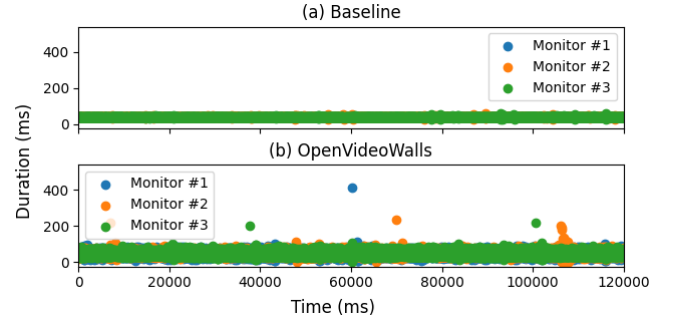 (a) Baseline
400
200
0
Monitor #1
Monitor #2
Monitor #3
Duration (ms)
(b) OpenVideoWalls
400
200
0
Monitor #1
Monitor #2
Monitor #3
0 20000 40000 60000 80000 100000 120000
Time (ms)